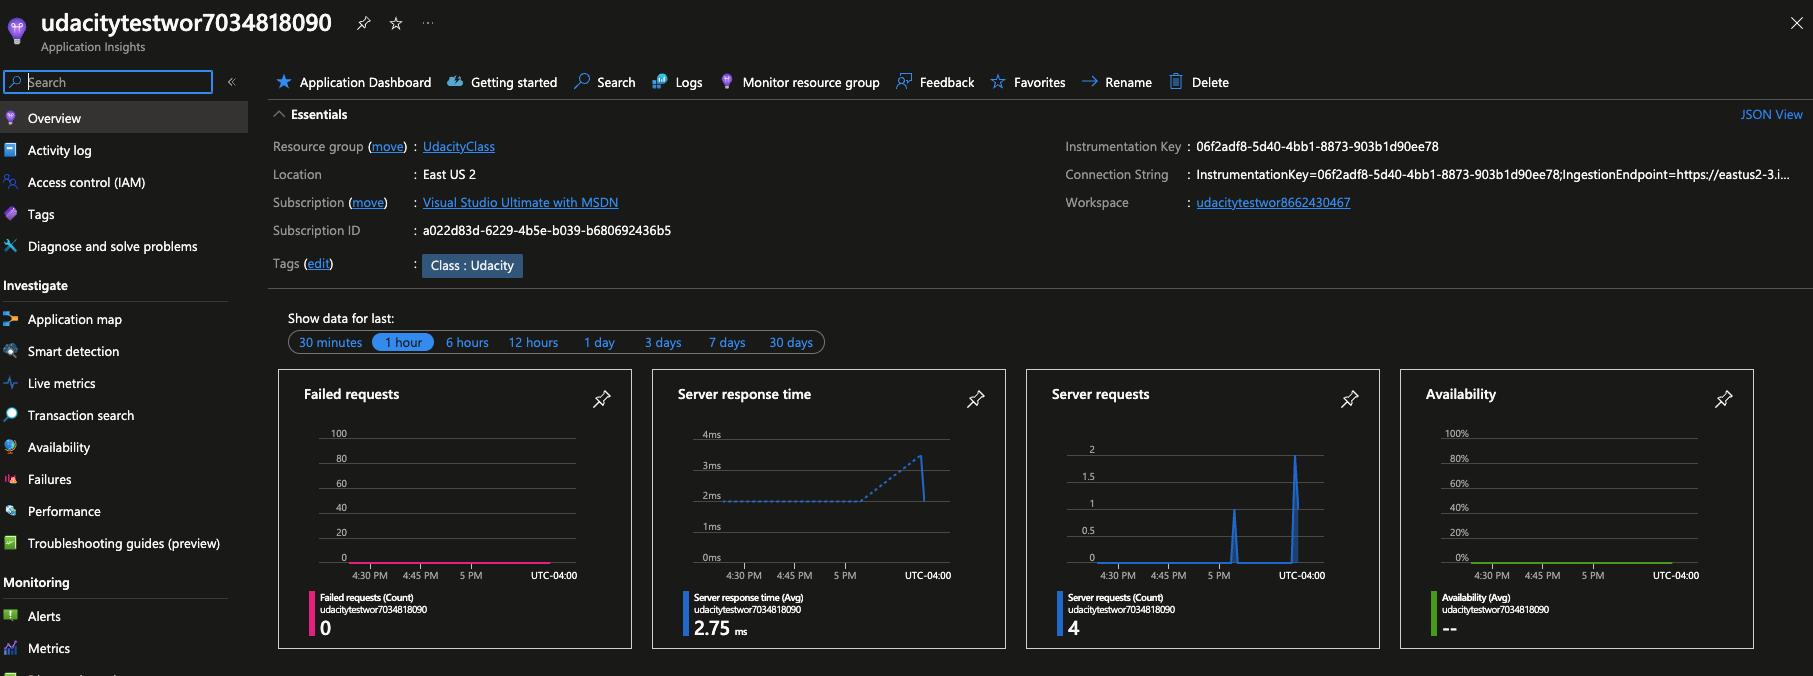 udacitytestwor7034818090
Application Insights
Search
Overview
Activity log
Access control (IAM)
Tags
Diagnose and solve problems
Investigate
Application map
Smart detection
Live metrics
Transaction search
Availability
Failures
Performance
Troubleshooting guides (preview)
Monitoring
Alerts
Metrics
Application Dashboard Getting started Search Logs Monitor resource group Feedback Favorites Rename Delete
Essentials
JSON View
Resource group (move) : UdacityClass
Location : East US 2
Subscription (move) : Visual Studio Ultimate with MSDN
Subscription ID : a022d83d-6229-4b5e-b039-b680692436b5
Tags (edit) : Class : Udacity
Instrumentation Key : 06f2adf8-5d40-4bb1-8873-903b1d90ee78
Connection String : InstrumentationKey=06f2adf8-5d40-4bb1-8873-903b1d90ee78;IngestionEndpoint=https://eastus2-3.i...
Workspace : udacitytestwor8662430467
Show data for last:
30 minutes 1 hour 6 hours 12 hours 1 day 3 days 7 days 30 days
Failed requests
100
80
60
40
20
0
4:30 PM 4:45 PM 5 PM UTC-04:00
Failed requests (Count)
udacitytestwor7034818090
0
Server response time
4ms
3ms
2ms
1ms
0ms
4:30 PM 4:45 PM 5 PM UTC-04:00
Server response time (Avg)
udacitytestwor7034818090
2.75 ms
Server requests
2
1.5
1
0.5
0
4:30 PM 4:45 PM 5 PM UTC-04:00
Server requests (Count)
udacitytestwor7034818090
4
Availability
100%
80%
60%
40%
20%
0%
4:30 PM 4:45 PM 5 PM UTC-04:00
Availability (Avg)
udacitytestwor7034818090
--